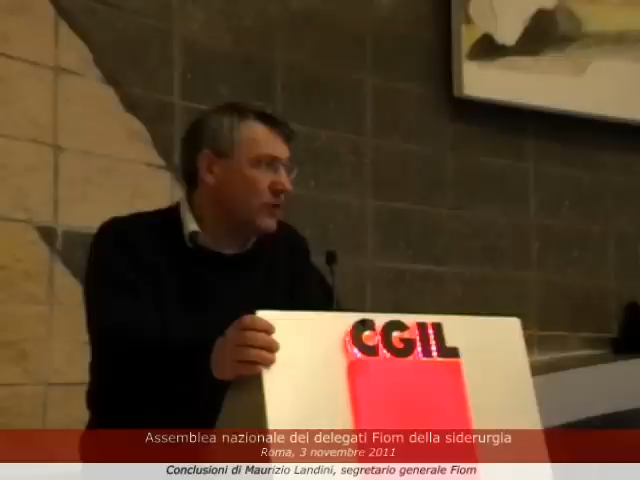 CGIL
Assemblea nazionale dei delegati Fiom della siderurgia
Roma, 3 novembre 2011
Conclusioni di Maurizio Landini, segretario generale Fiom